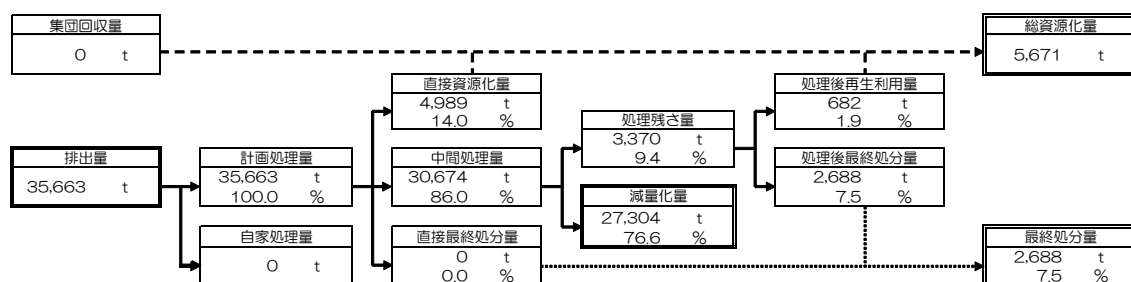 集団回収量
0 t
総資源化量
5,671 t
直接資源化量
4,989 t
14.0 %
処理後再生利用量
682 t
1.9 %
処理残さ量
3,370 t
9.4 %
排出量
35,663 t
計画処理量
35,663 t
100.0 %
中間処理量
30,674 t
86.0 %
処理後最終処分量
2,688 t
7.5 %
減量化量
27,304 t
76.6 %
自家処理量
0 t
直接最終処分量
0 t
0.0 %
最終処分量
2,688 t
7.5 %